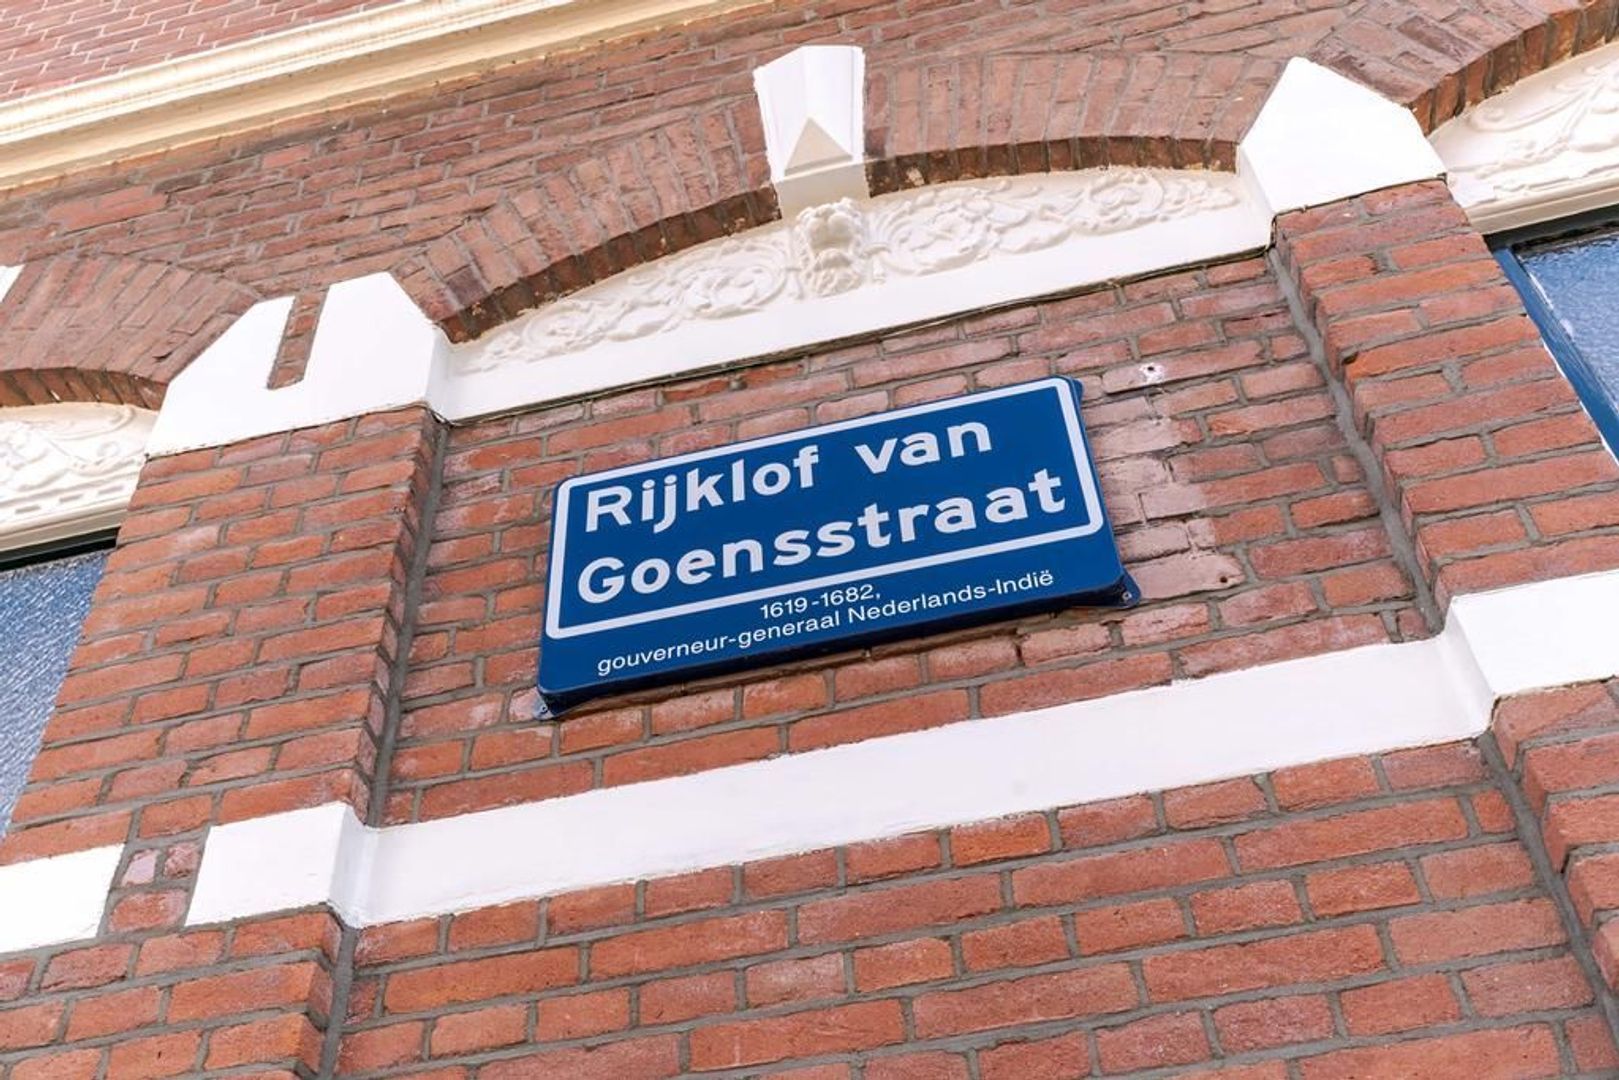 Rijklof van
Goensstraat
1619-1682,
gouverneur-generaal Nederlands-Indië